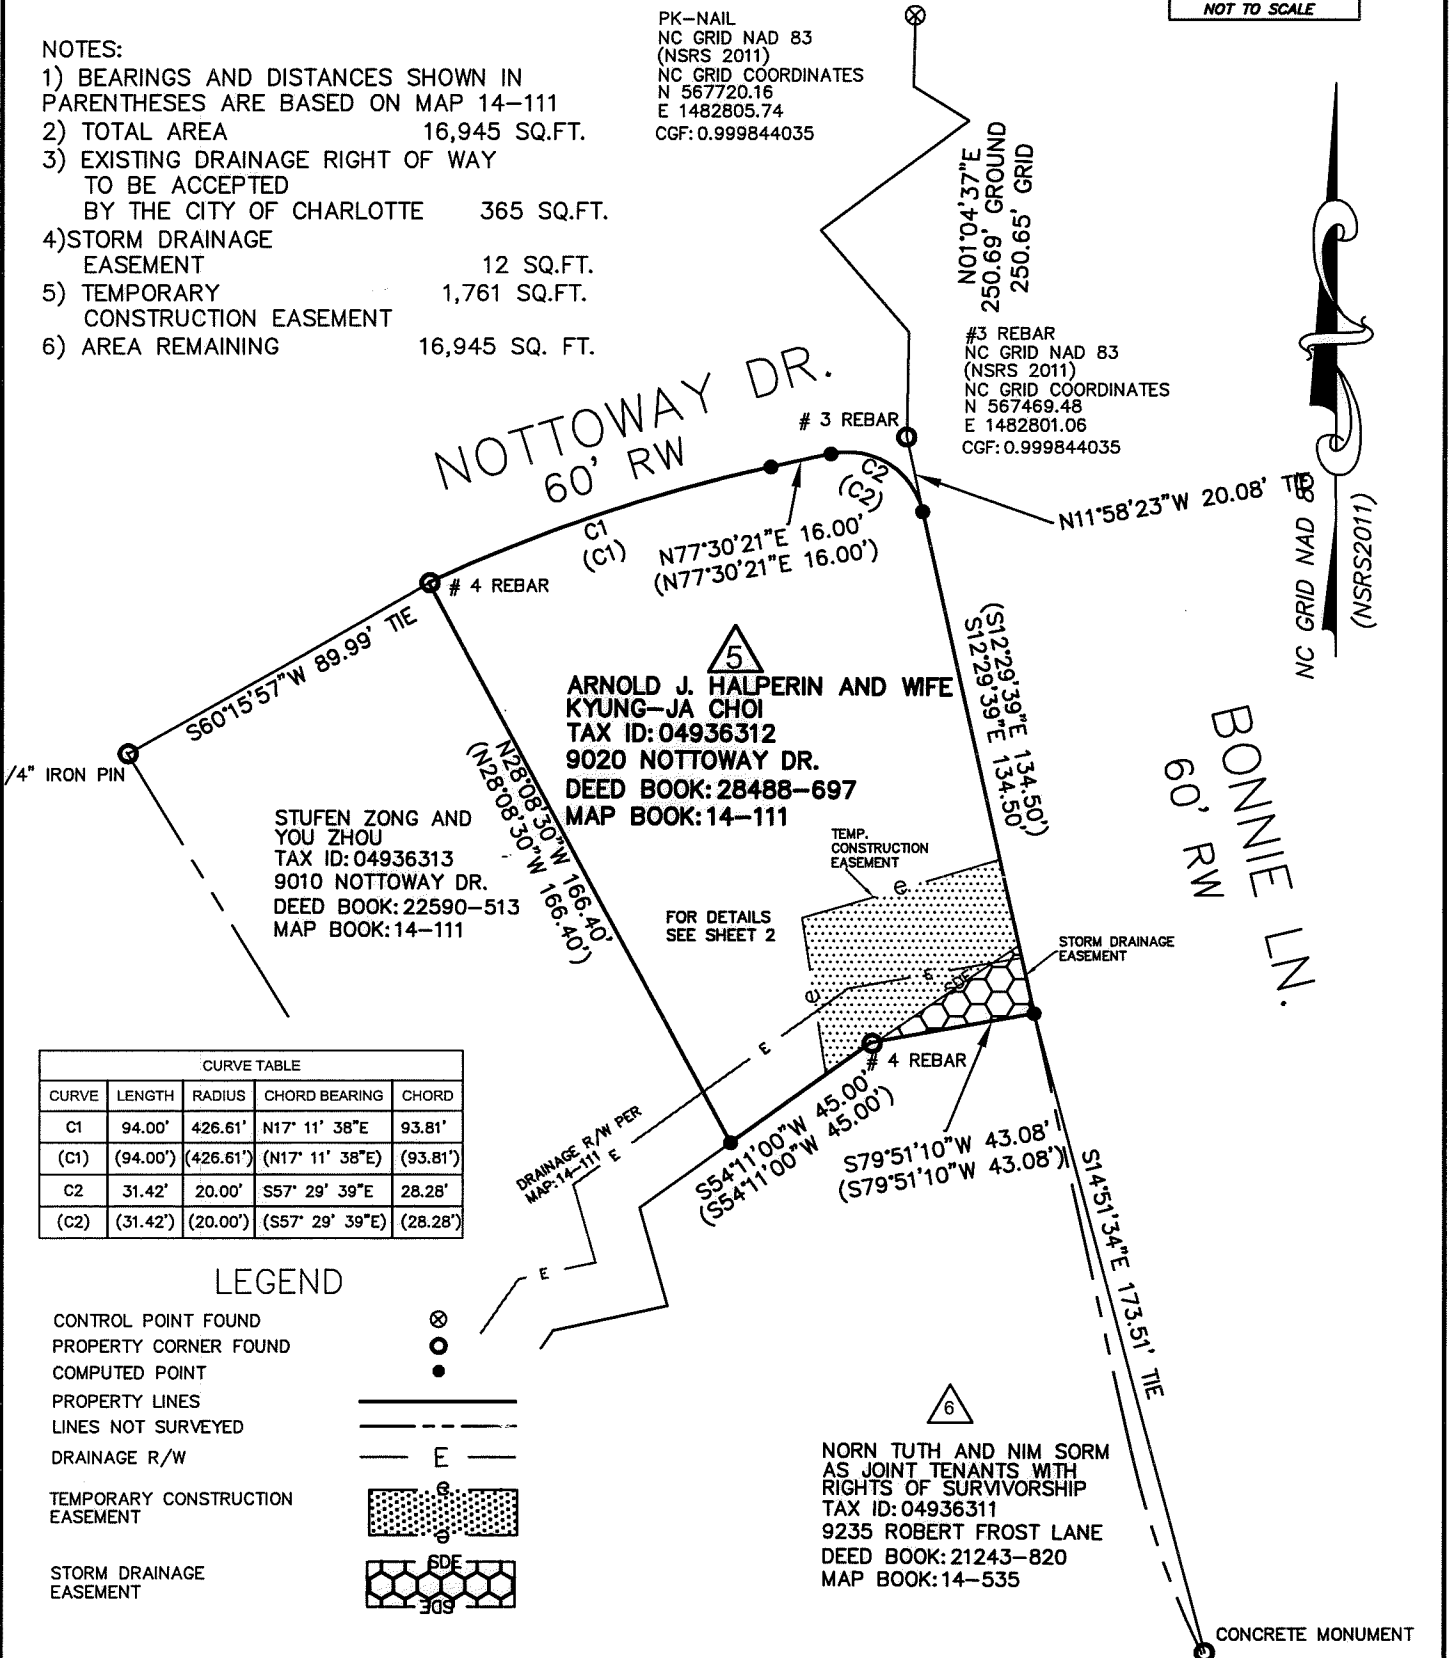 NOT TO SCALE
NOTES:
1) BEARINGS AND DISTANCES SHOWN IN
PARENTHESES ARE BASED ON MAP 14-111
2) TOTAL AREA 16,945 SQ.FT.
3) EXISTING DRAINAGE RIGHT OF WAY
TO BE ACCEPTED
BY THE CITY OF CHARLOTTE 365 SQ.FT.
4)STORM DRAINAGE
EASEMENT 12 SQ.FT.
5) TEMPORARY 1,761 SQ.FT.
CONSTRUCTION EASEMENT
6) AREA REMAINING 16,945 SQ. FT.
PK-NAIL
NC GRID NAD 83
(NSRS 2011)
NC GRID COORDINATES
N 567720.16
E 1482805.74
CGF: 0.999844035
N01°04'37"E
250.69' GROUND
250.65' GRID
#3 REBAR
NC GRID NAD 83
(NSRS 2011)
NC GRID COORDINATES
N 567469.48
E 1482801.06
CGF: 0.999844035
NC GRID NAD 83
(NSRS2011)
NOTTOWAY DR.
60' RW
# 3 REBAR
C2
(C2)
N11°58'23"W 20.08' TIE
C1
(C1)
N77°30'21"E 16.00'
(N77°30'21"E 16.00')
# 4 REBAR
S60°15'57"W 89.99' TIE
/4" IRON PIN
5
ARNOLD J. HALPERIN AND WIFE
KYUNG-JA CHOI
TAX ID: 04936312
9020 NOTTOWAY DR.
DEED BOOK: 28488-697
MAP BOOK: 14-111
(S12°29'39"E 134.50')
S12°29'39"E 134.50'
BONNIE LN.
60' RW
N28°08'30"W 166.40'
(N28°08'30"W 166.40')
STUFEN ZONG AND
YOU ZHOU
TAX ID: 04936313
9010 NOTTOWAY DR.
DEED BOOK: 22590-513
MAP BOOK: 14-111
TEMP.
CONSTRUCTION
EASEMENT
e
FOR DETAILS
SEE SHEET 2
STORM DRAINAGE
EASEMENT
E
SDE
e
E
# 4 REBAR
DRAINAGE R/W PER
MAP: 14-111
E
E
S54°11'00"W 45.00'
(S54°11'00"W 45.00')
S79°51'10"W 43.08'
(S79°51'10"W 43.08')
S14°51'34"E 173.51' TIE
CURVE TABLE
CURVE LENGTH RADIUS CHORD BEARING CHORD
C1 94.00' 426.61' N17° 11' 38"E 93.81'
(C1) (94.00') (426.61') (N17° 11' 38"E) (93.81')
C2 31.42' 20.00' S57° 29' 39"E 28.28'
(C2) (31.42') (20.00') (S57° 29' 39"E) (28.28')
LEGEND
CONTROL POINT FOUND
PROPERTY CORNER FOUND
COMPUTED POINT
PROPERTY LINES
LINES NOT SURVEYED
DRAINAGE R/W E
TEMPORARY CONSTRUCTION
EASEMENT
e
e
STORM DRAINAGE
EASEMENT
SDE
SDE
6
NORN TUTH AND NIM SORM
AS JOINT TENANTS WITH
RIGHTS OF SURVIVORSHIP
TAX ID: 04936311
9235 ROBERT FROST LANE
DEED BOOK: 21243-820
MAP BOOK: 14-535
CONCRETE MONUMENT